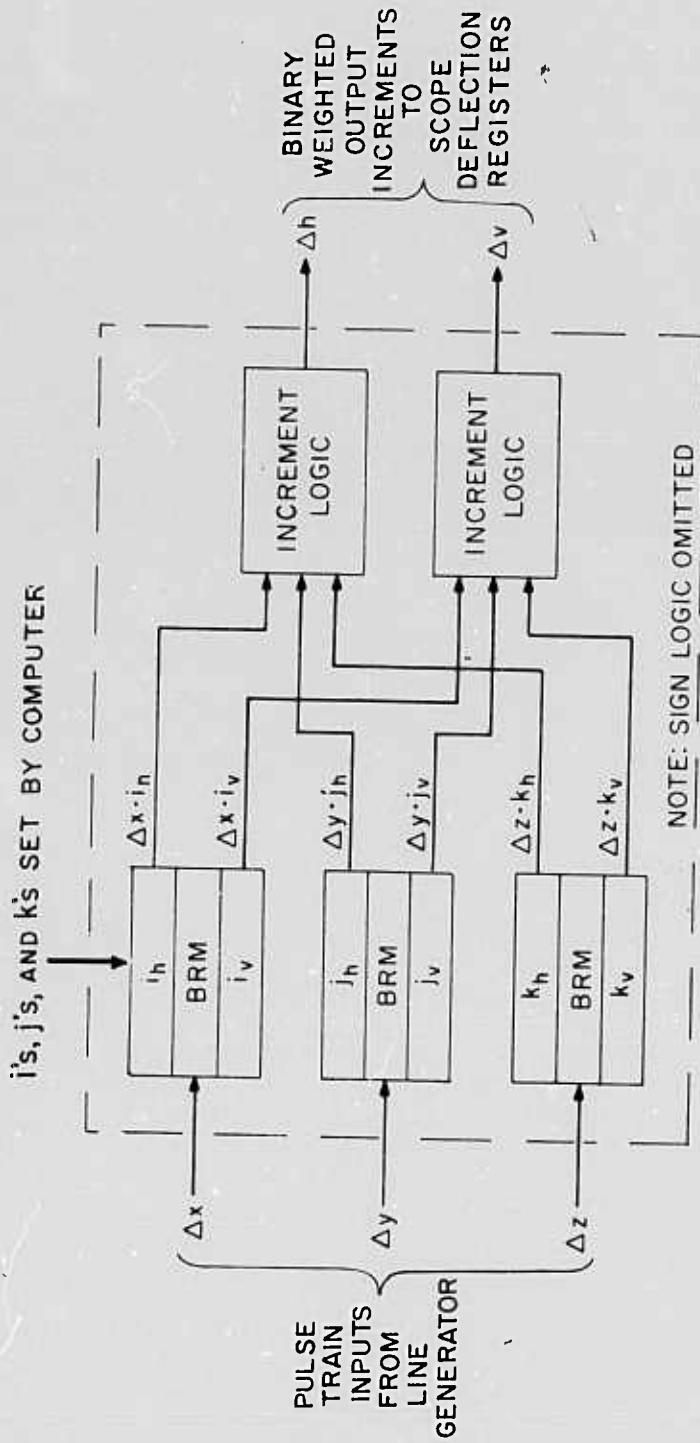 i's, j's, AND k's SET BY COMPUTER
PULSE
TRAIN
INPUTS
FROM
LINE
GENERATOR
Δx
Δy
Δz
i_h
BRM
i_v
j_h
BRM
j_v
k_h
BRM
k_v
Δx·i_h
Δx·i_v
Δy·j_h
Δy·j_v
Δz·k_h
Δz·k_v
INCREMENT
LOGIC
INCREMENT
LOGIC
Δh
Δv
BINARY
WEIGHTED
OUTPUT
INCREMENTS
TO
SCOPE
DEFLECTION
REGISTERS
NOTE: SIGN LOGIC OMITTED